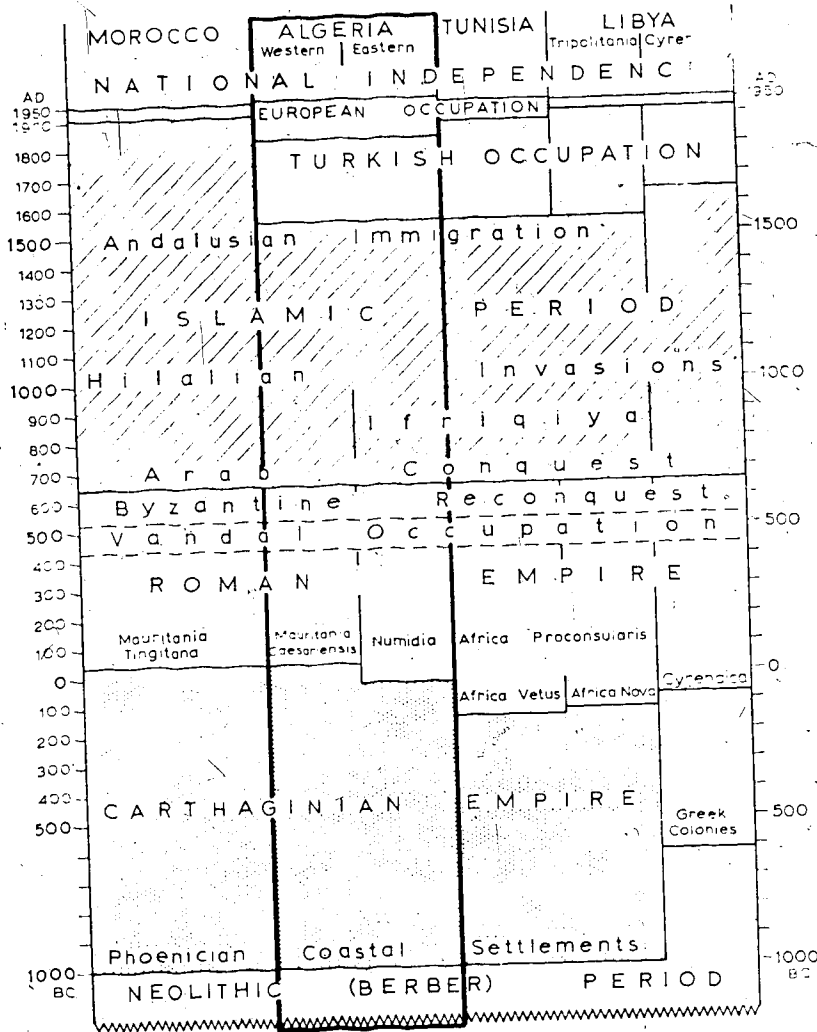 MOROCCO ALGERIA TUNISIA LIBYA
Western Eastern Tripolitania Cyre
NATIONAL INDEPENDENC
AD AD
1950 1950
EUROPEAN OCCUPATION
1900
1800
TURKISH OCCUPATION
1700
1600
1500 Andalusian Immigration 1500
1400
1300
ISLAMIC PERIOD
1200
1100
1000 Hilalian Invasions 1000
900
Ifriqiya
800
700 Arab Conquest
600 Byzantine Reconquest
500 Vandal Occupation 500
400
ROMAN EMPIRE
300
200
Mauritania Mauritania Numidia Africa Proconsularis
100 Tingitana Caesariensis
0 0
Africa Vetus Africa Nova Cyrenaica
100
200
300
400 CARTHAGINIAN EMPIRE
500 Greek 500
Colonies
Phoenician Coastal Settlements
1000 1000
BC NEOLITHIC (BERBER) PERIOD BC